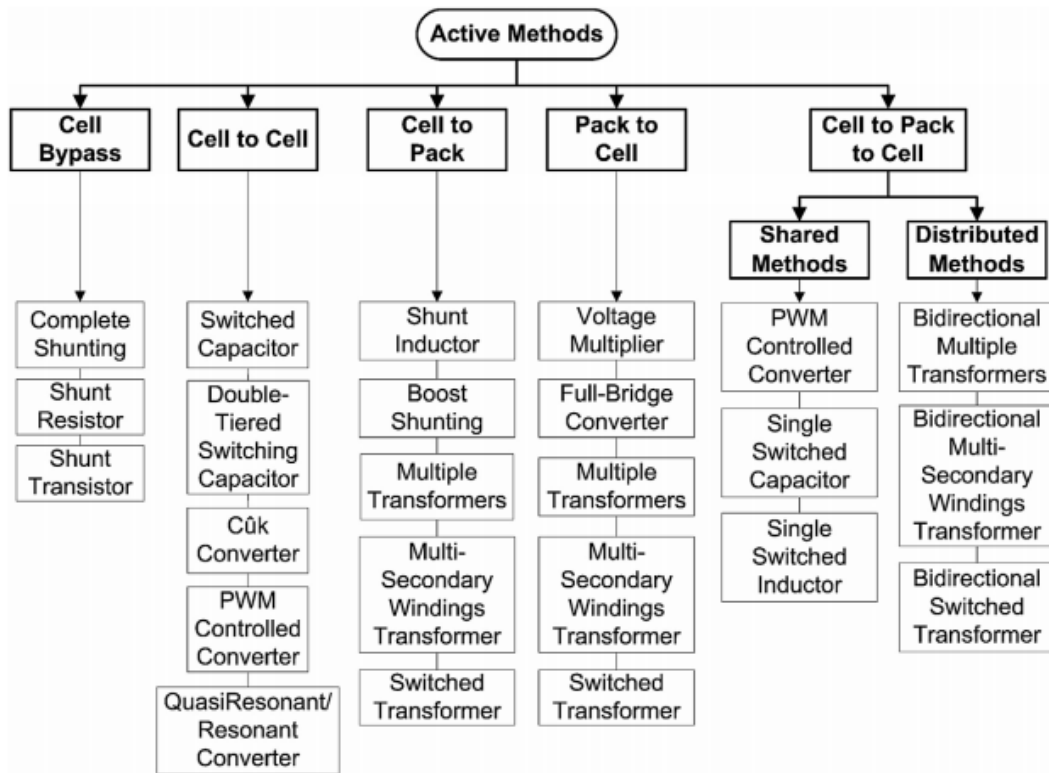 Active Methods
Cell
Bypass
Cell to Cell
Cell to
Pack
Pack to
Cell
Cell to Pack
to Cell
Shared
Methods
Distributed
Methods
Complete
Shunting
Shunt
Resistor
Shunt
Transistor
Switched
Capacitor
Double-
Tiered
Switching
Capacitor
Cûk
Converter
PWM
Controlled
Converter
QuasiResonant/
Resonant
Converter
Shunt
Inductor
Boost
Shunting
Multiple
Transformers
Multi-
Secondary
Windings
Transformer
Switched
Transformer
Voltage
Multiplier
Full-Bridge
Converter
Multiple
Transformers
Multi-
Secondary
Windings
Transformer
Switched
Transformer
PWM
Controlled
Converter
Single
Switched
Capacitor
Single
Switched
Inductor
Bidirectional
Multiple
Transformers
Bidirectional
Multi-
Secondary
Windings
Transformer
Bidirectional
Switched
Transformer